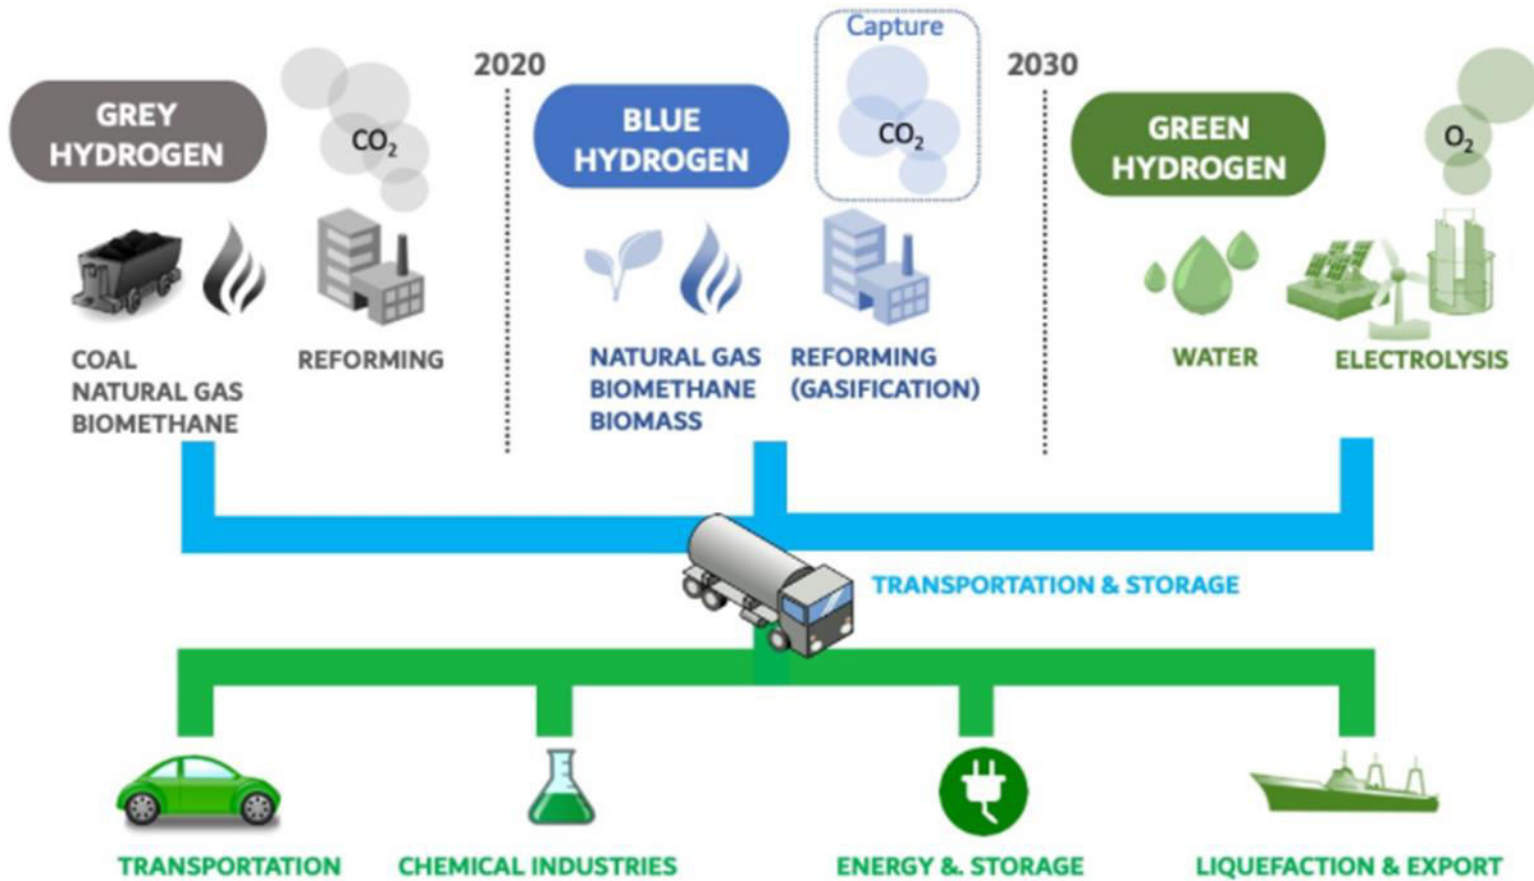 Capture
2020
2030
GREY
HYDROGEN
CO₂
BLUE
HYDROGEN
CO₂
GREEN
HYDROGEN
O₂
COAL
NATURAL GAS
BIOMETHANE
REFORMING
NATURAL GAS
BIOMETHANE
BIOMASS
REFORMING
(GASIFICATION)
WATER
ELECTROLYSIS
TRANSPORTATION & STORAGE
TRANSPORTATION
CHEMICAL INDUSTRIES
ENERGY &. STORAGE
LIQUEFACTION & EXPORT